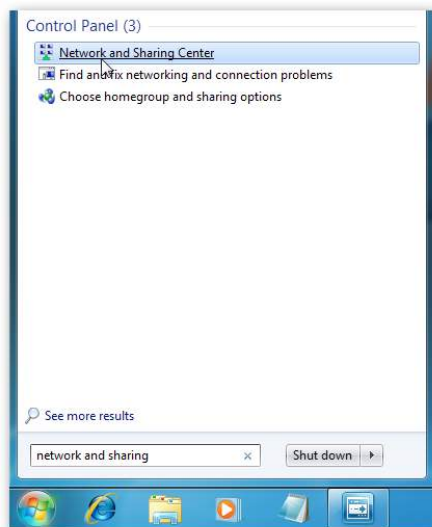 Control Panel (3)
Network and Sharing Center
Find and fix networking and connection problems
Choose homegroup and sharing options
See more results
network and sharing
Shut down